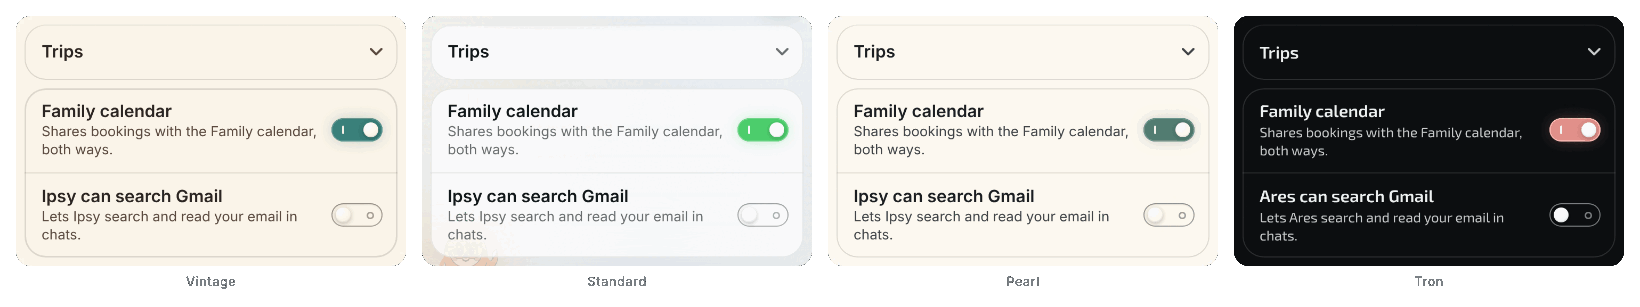 Trips
Family calendar
Shares bookings with the Family calendar,
both ways.
Ipsy can search Gmail
Lets Ipsy search and read your email in
chats.
Vintage
Trips
Family calendar
Shares bookings with the Family calendar,
both ways.
Ipsy can search Gmail
Lets Ipsy search and read your email in
chats.
Standard
Trips
Family calendar
Shares bookings with the Family calendar,
both ways.
Ipsy can search Gmail
Lets Ipsy search and read your email in
chats.
Pearl
Trips
Family calendar
Shares bookings with the Family calendar,
both ways.
Ares can search Gmail
Lets Ares search and read your email in
chats.
Tron